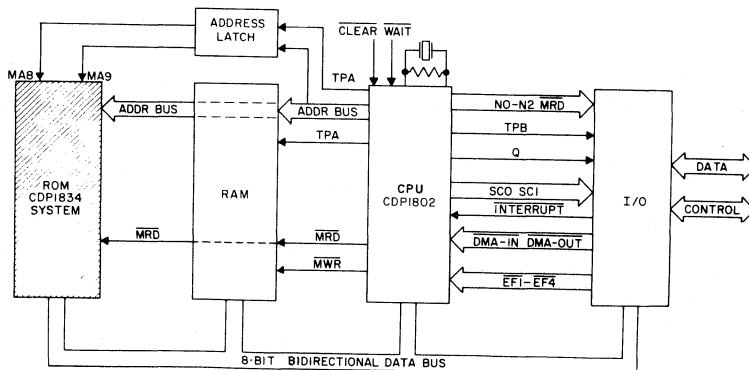 ADDRESS
LATCH
CLEAR WAIT
MA8
MA9
TPA
ADDR BUS
ADDR BUS
NO-N2 MRD
TPA
TPB
Q
ROM
CDP1834
SYSTEM
RAM
CPU
CDP1802
SCO SCI
INTERRUPT
I/O
DATA
CONTROL
MRD
MRD
MWR
DMA-IN DMA-OUT
EF1-EF4
8-BIT BIDIRECTIONAL DATA BUS